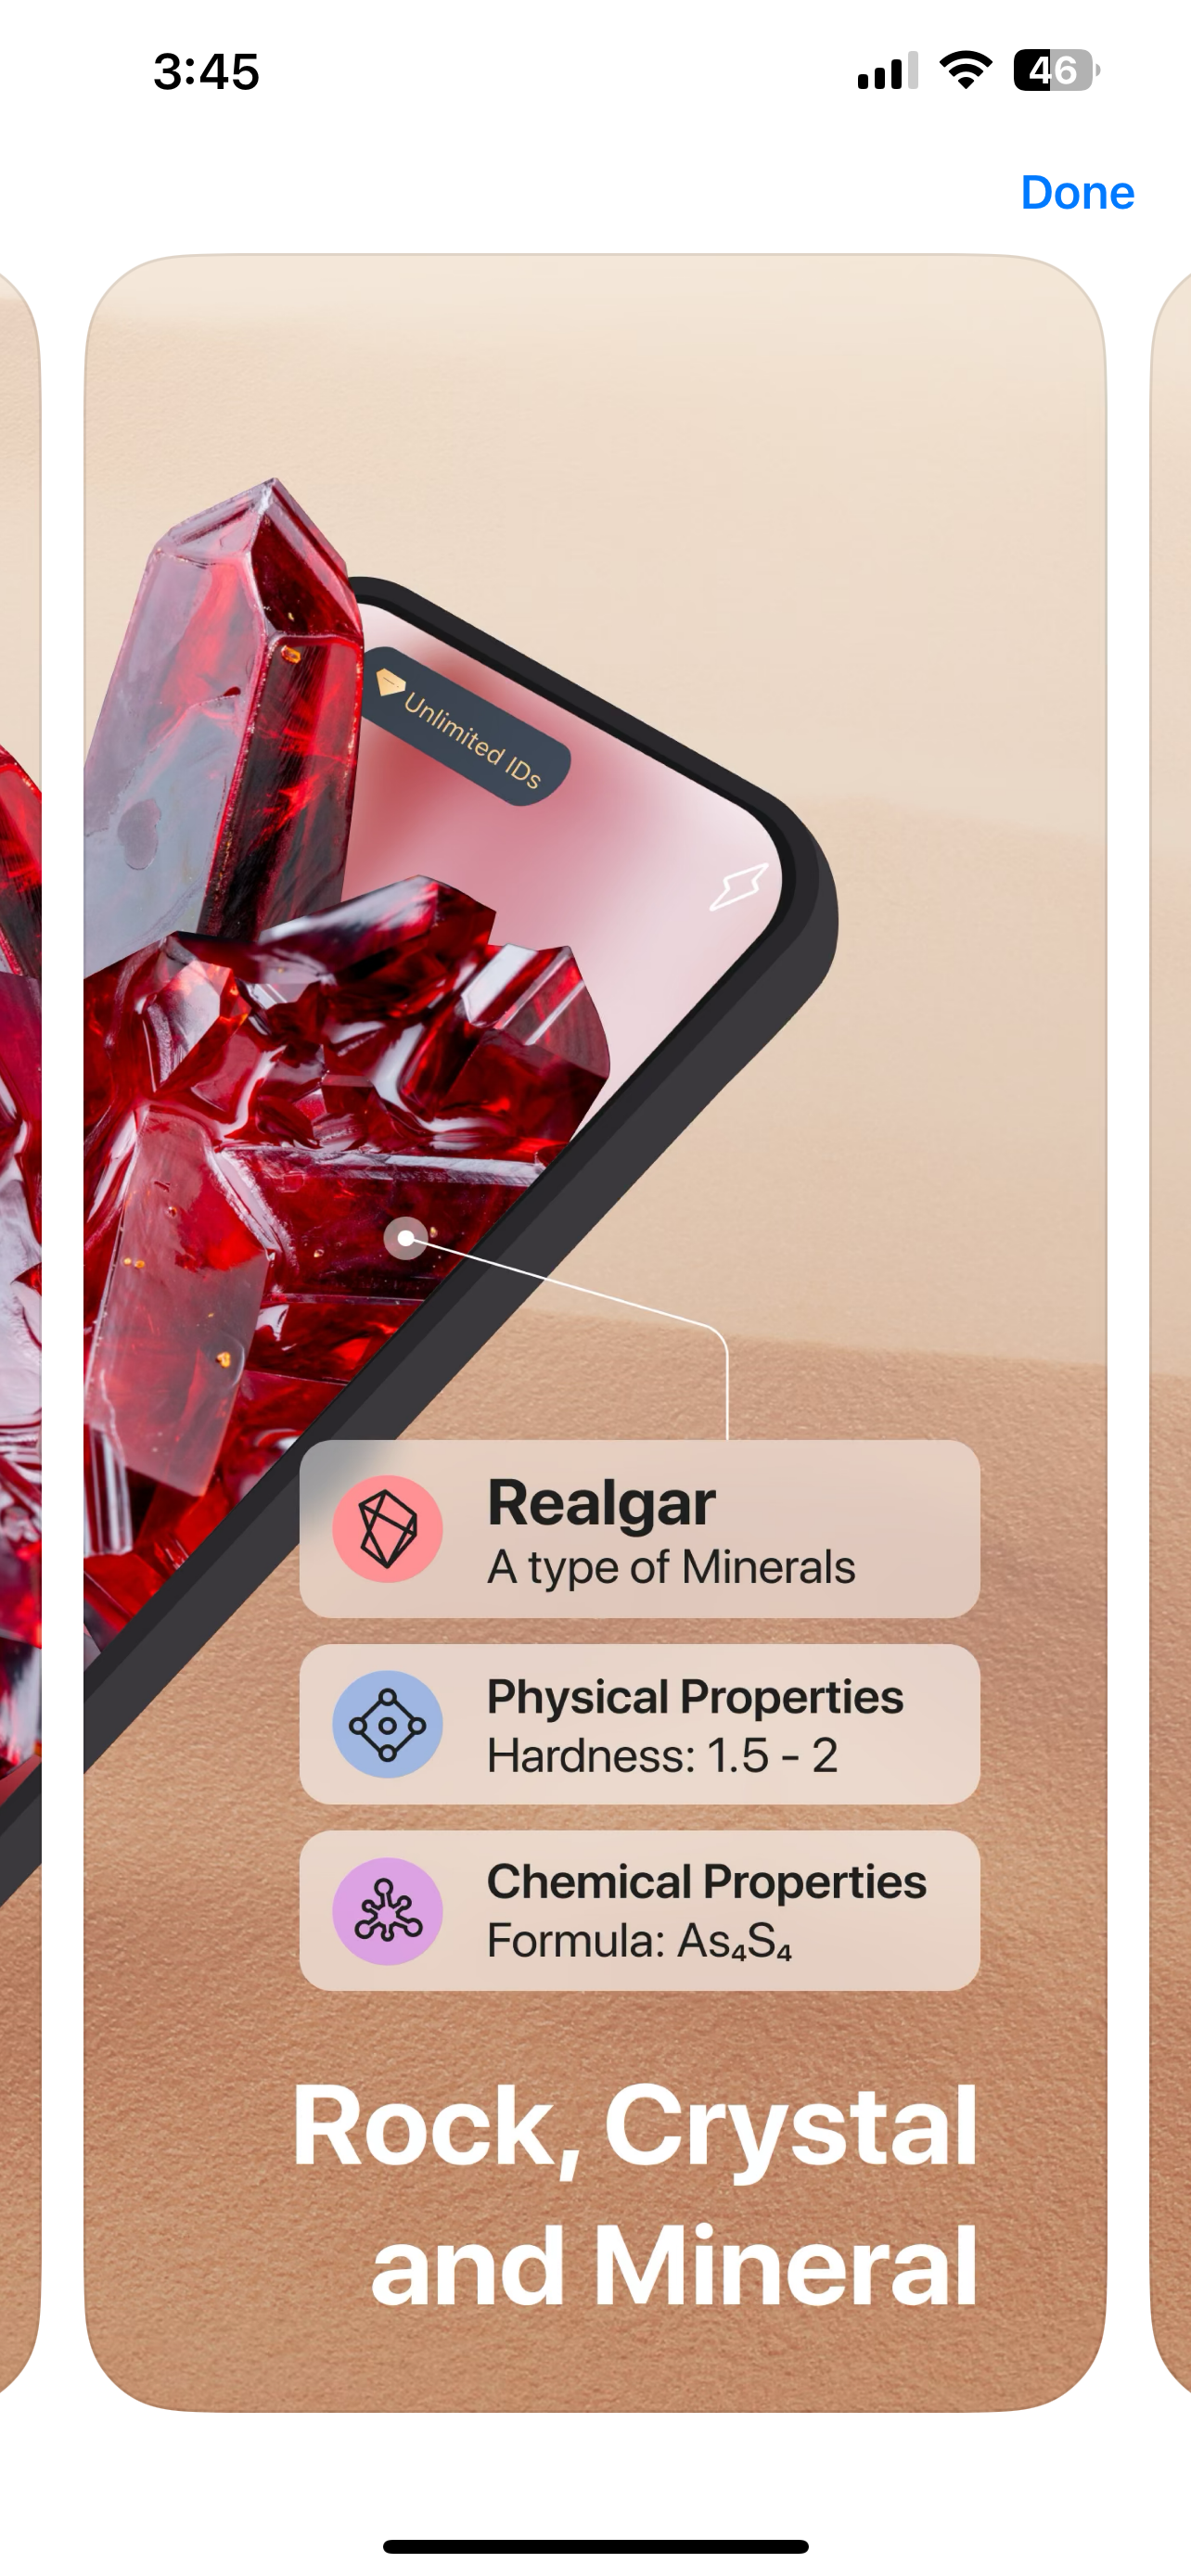 3:45
46
Done
Unlimited IDs
Realgar
A type of Minerals
Physical Properties
Hardness: 1.5 - 2
Chemical Properties
Formula: As₄S₄
Rock, Crystal
and Mineral